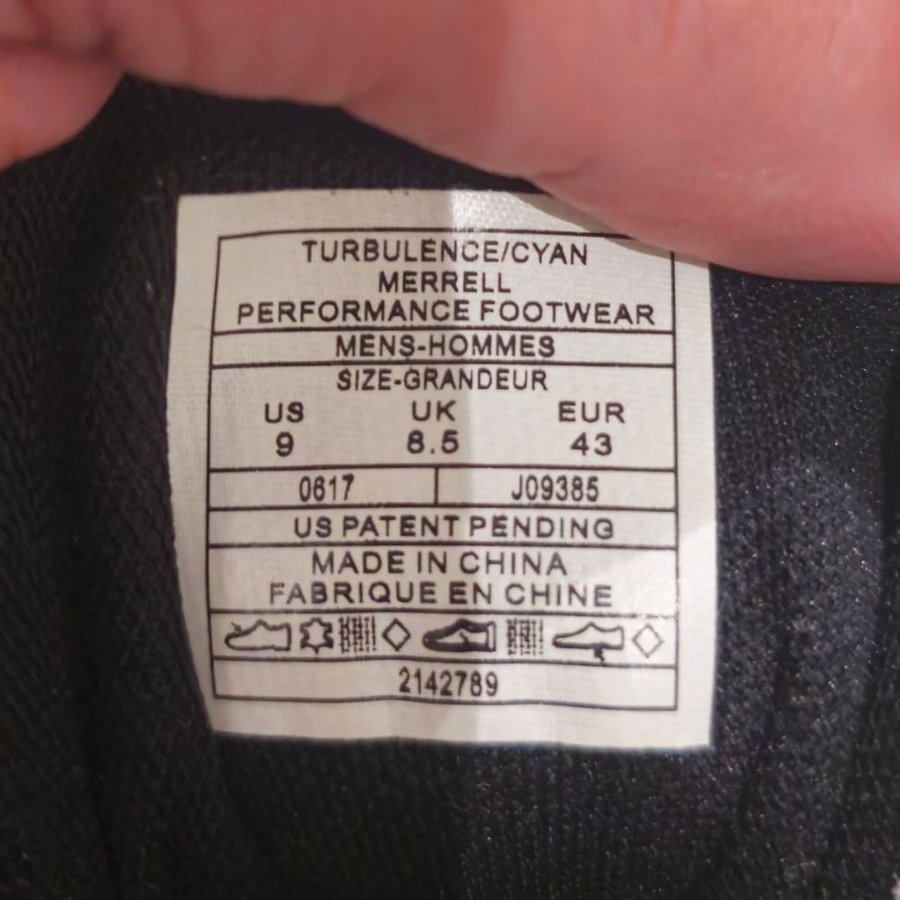 TURBULENCE/CYAN
MERRELL
PERFORMANCE FOOTWEAR
MENS-HOMMES
SIZE-GRANDEUR
US UK EUR
9 8.5 43
0617 J09385
US PATENT PENDING
MADE IN CHINA
FABRIQUE EN CHINE
2142789